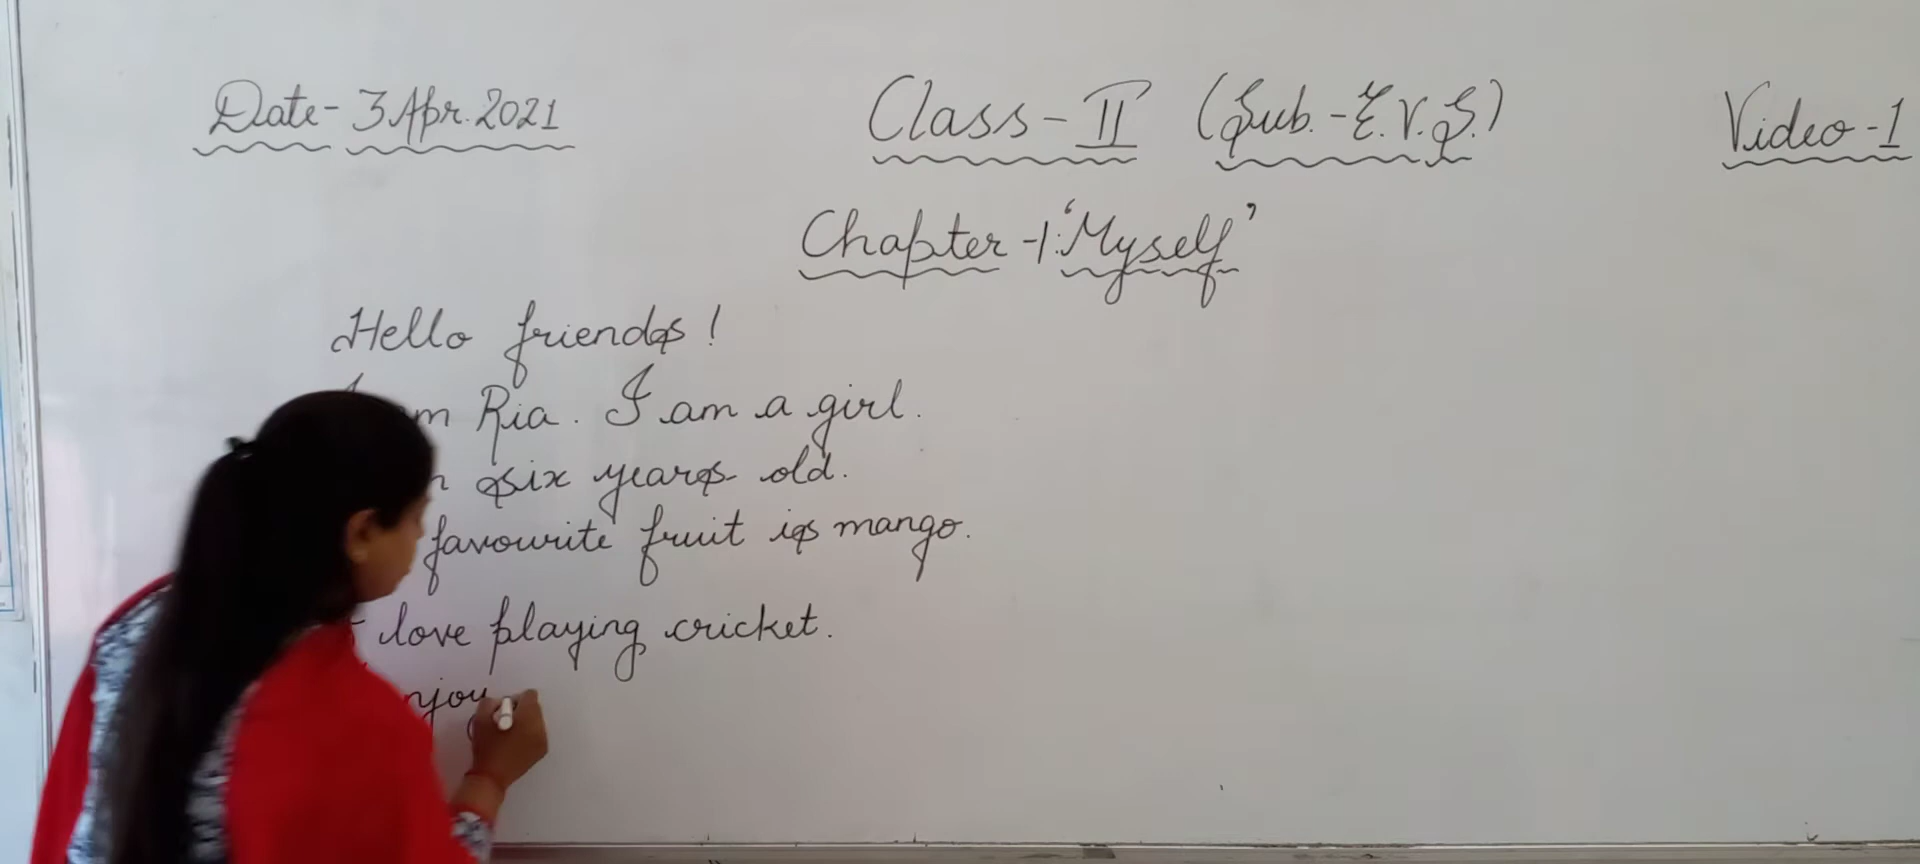 Date- 3 Apr. 2021 Class-II (Sub.-E.V.S.) Video-1
Chapter-1:'Myself'
Hello friends!
Ria. I am a girl.
six years old.
favourite fruit is mango.
love playing cricket.